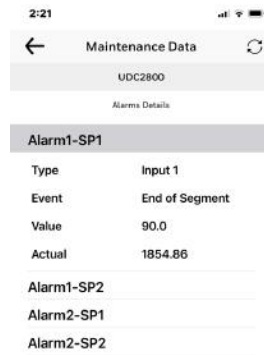 2:21
Maintenance Data
UDC2800
Alarms Details
Alarm1-SP1
Type Input 1
Event End of Segment
Value 90.0
Actual 1854.86
Alarm1-SP2
Alarm2-SP1
Alarm2-SP2